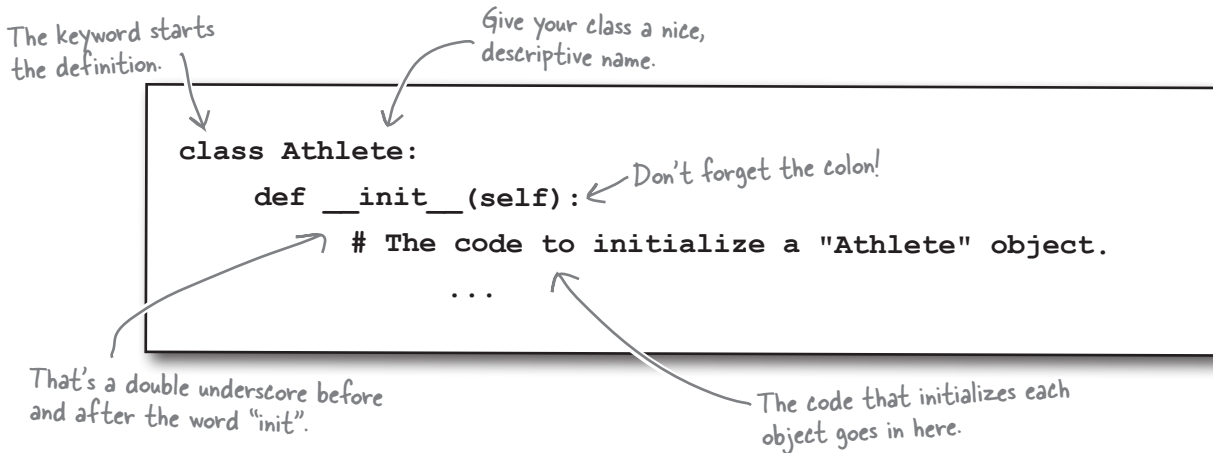 The keyword starts
the definition.
Give your class a nice,
descriptive name.
class Athlete:
def __init__(self):
Don't forget the colon!
# The code to initialize a "Athlete" object.
...
That's a double underscore before
and after the word "init".
The code that initializes each
object goes in here.